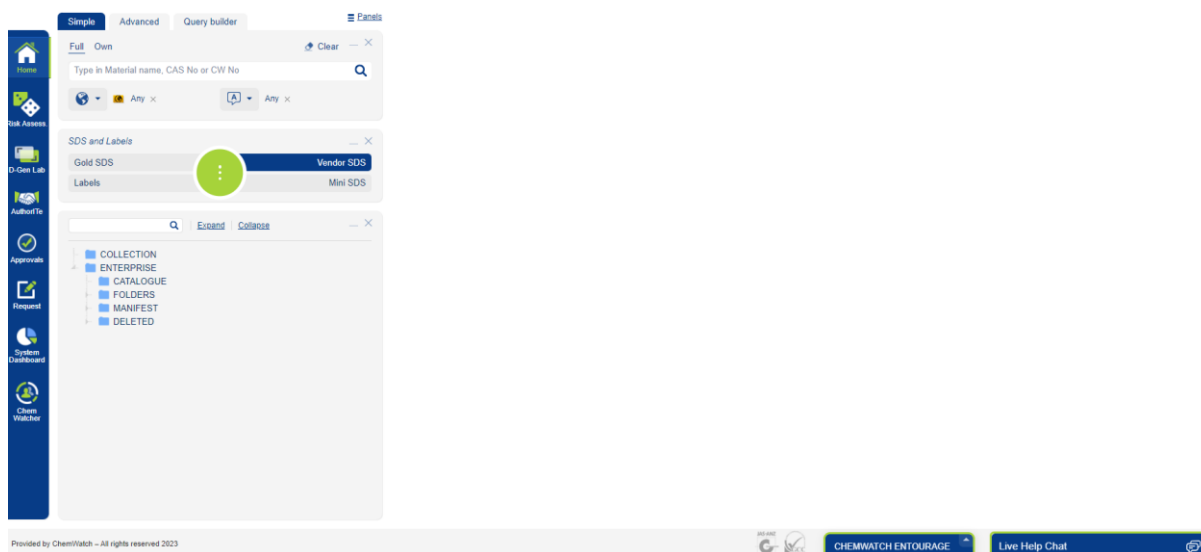 Simple Advanced Query builder Panels
Full Own Clear
Type in Material name, CAS No or CW No
Any Any
SDS and Labels
Gold SDS Vendor SDS
Labels Mini SDS
Expand Collapse
COLLECTION
ENTERPRISE
CATALOGUE
FOLDERS
MANIFEST
DELETED
Home
Risk Assess
D-Gen Lab
AuthorITe
Approvals
Request
System
Dashboard
Chem
Watcher
Provided by ChemWatch – All rights reserved 2023
CHEMWATCH ENTOURAGE
Live Help Chat